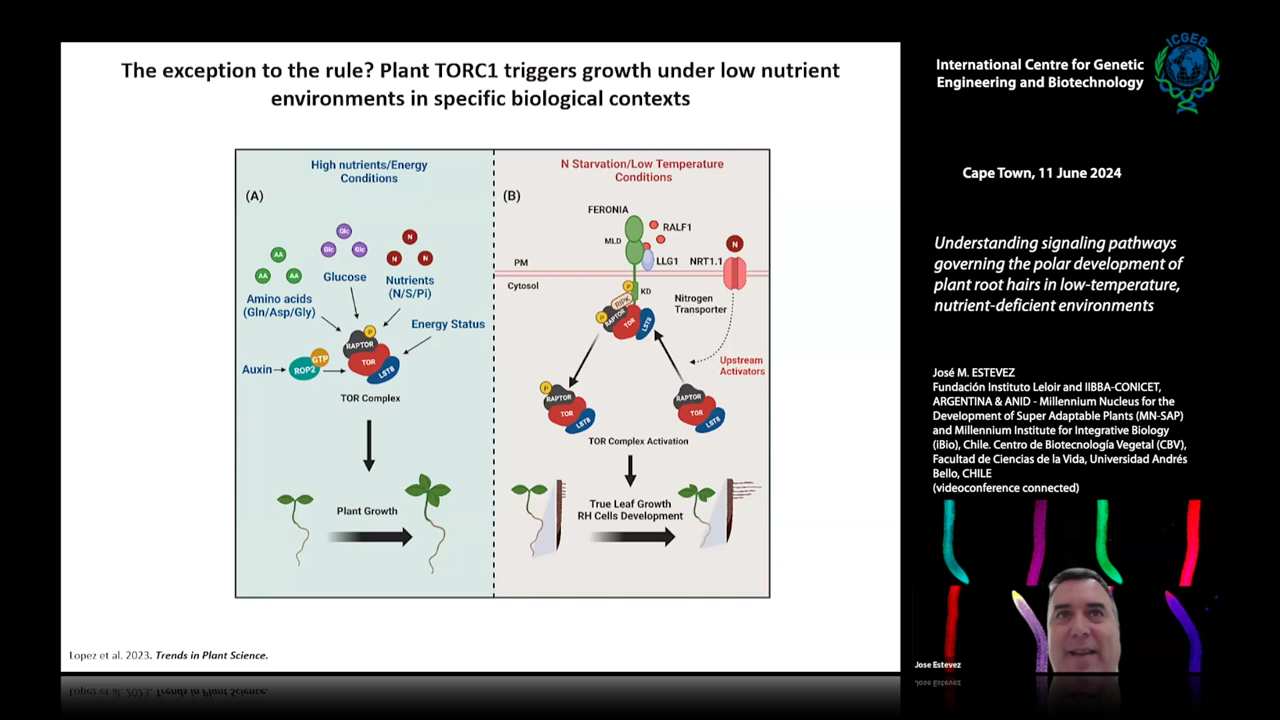 The exception to the rule? Plant TORC1 triggers growth under low nutrient
environments in specific biological contexts
High nutrients/Energy
Conditions
(A)
Glc
Glc
Glc
AA
AA
AA
N
N
N
Glucose
Nutrients
(N/S/Pi)
Amino acids
(Gln/Asp/Gly)
Energy Status
P
RAPTOR
TOR
LST8
GTP
Auxin
ROP2
TOR Complex
Plant Growth
N Starvation/Low Temperature
Conditions
(B)
FERONIA
RALF1
MLD
LLG1
NRT1.1
N
PM
Cytosol
P
KD
RIPK
P
RAPTOR
TOR
LST8
Nitrogen
Transporter
Upstream
Activators
P
RAPTOR
TOR
LST8
RAPTOR
TOR
LST8
TOR Complex Activation
True Leaf Growth
RH Cells Development
Lopez et al. 2023. Trends in Plant Science.
International Centre for Genetic
Engineering and Biotechnology
ICGEB
Cape Town, 11 June 2024
Understanding signaling pathways
governing the polar development of
plant root hairs in low-temperature,
nutrient-deficient environments
José M. ESTEVEZ
Fundación Instituto Leloir and IIBBA-CONICET,
ARGENTINA & ANID - Millennium Nucleus for the
Development of Super Adaptable Plants (MN-SAP)
and Millennium Institute for Integrative Biology
(iBio), Chile. Centro de Biotecnología Vegetal (CBV),
Facultad de Ciencias de la Vida, Universidad Andrés
Bello, CHILE
(videoconference connected)
Jose Estevez